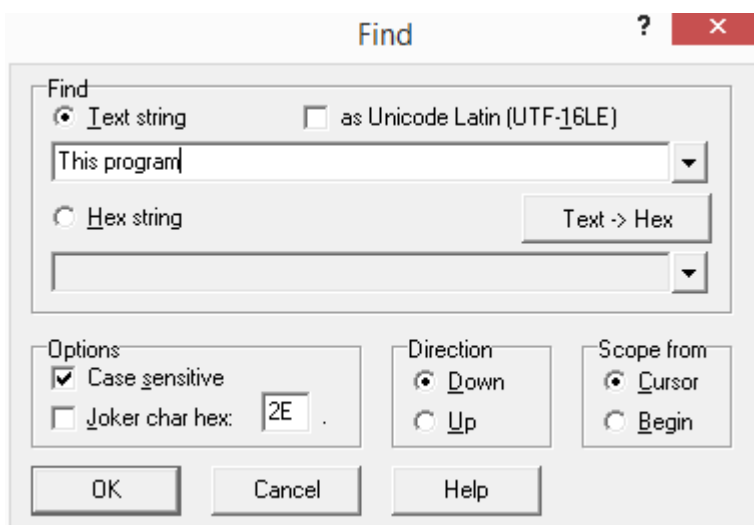 Find ?
Find
Text string as Unicode Latin (UTF-16LE)
This program
Hex string Text -> Hex
Options Direction Scope from
Case sensitive Down Cursor
Joker char hex: 2E . Up Begin
OK Cancel Help